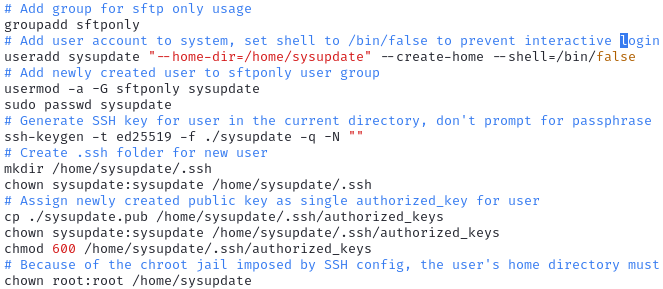 # Add group for sftp only usage
groupadd sftponly
# Add user account to system, set shell to /bin/false to prevent interactive login
useradd sysupdate "--home-dir=/home/sysupdate" --create-home --shell=/bin/false
# Add newly created user to sftponly user group
usermod -a -G sftponly sysupdate
sudo passwd sysupdate
# Generate SSH key for user in the current directory, don't prompt for passphrase
ssh-keygen -t ed25519 -f ./sysupdate -q -N ""
# Create .ssh folder for new user
mkdir /home/sysupdate/.ssh
chown sysupdate:sysupdate /home/sysupdate/.ssh
# Assign newly created public key as single authorized_key for user
cp ./sysupdate.pub /home/sysupdate/.ssh/authorized_keys
chown sysupdate:sysupdate /home/sysupdate/.ssh/authorized_keys
chmod 600 /home/sysupdate/.ssh/authorized_keys
# Because of the chroot jail imposed by SSH config, the user's home directory must
chown root:root /home/sysupdate